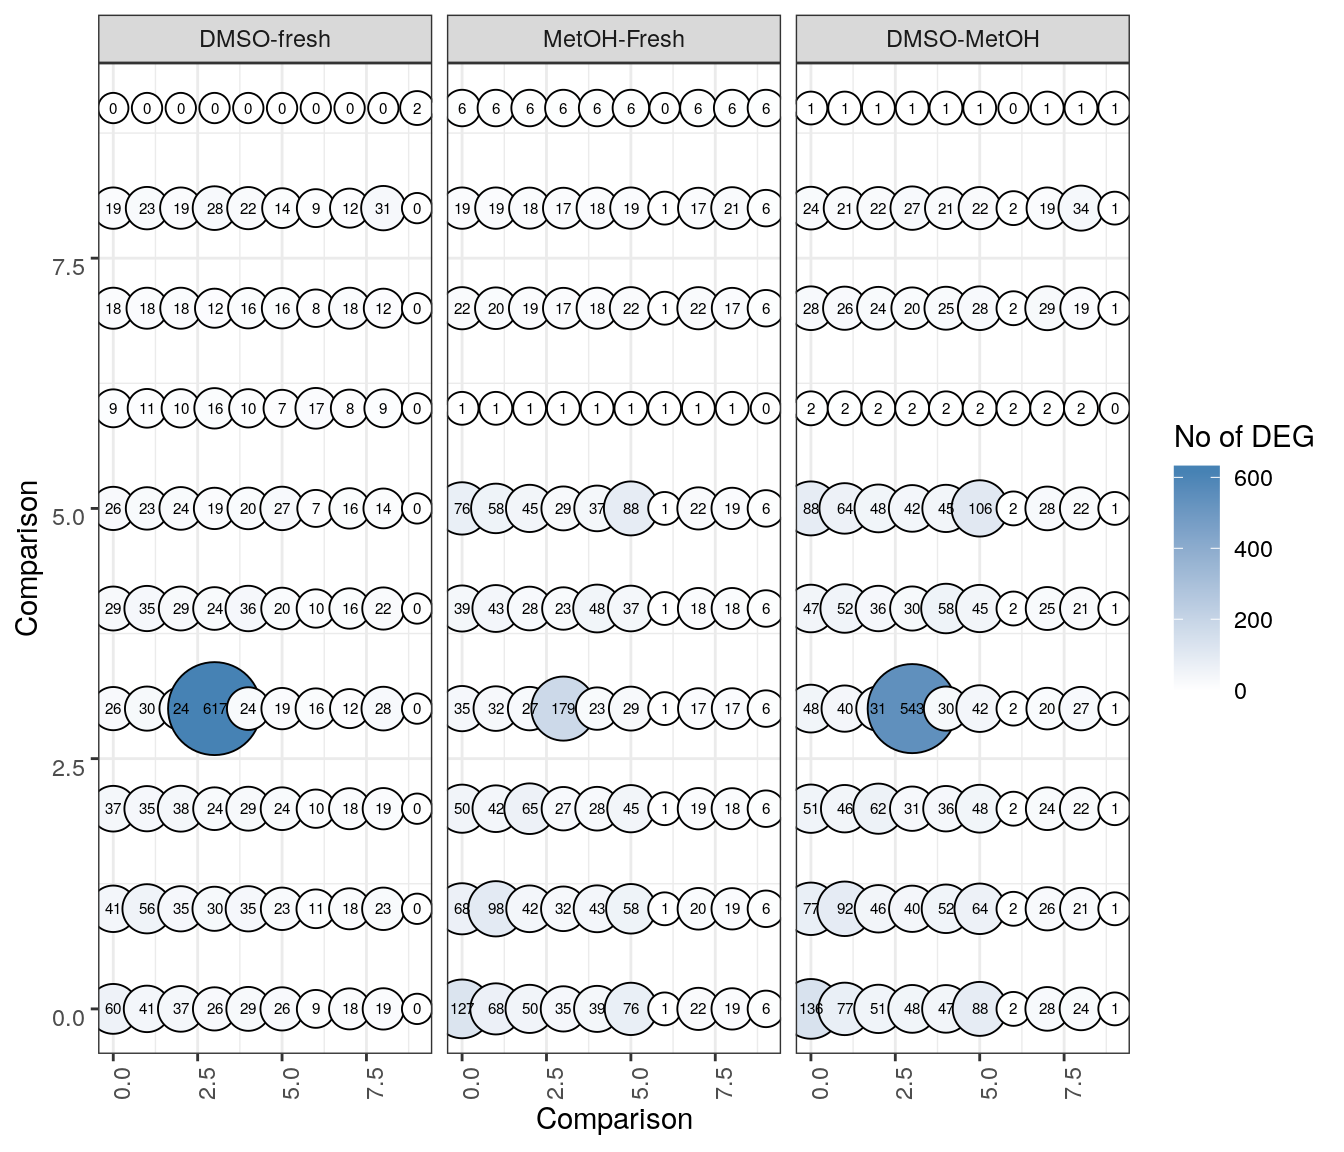 DMSO-fresh MetOH-Fresh DMSO-MetOH
0 0 0 0 0 0 0 0 0 2 6 6 6 6 6 6 0 6 6 6 1 1 1 1 1 1 0 1 1 1
19 23 19 28 22 14 9 12 31 0 19 19 18 17 18 19 1 17 21 6 24 21 22 27 21 22 2 19 34 1
7.5
18 18 18 12 16 16 8 18 12 0 22 20 19 17 18 22 1 22 17 6 28 26 24 20 25 28 2 29 19 1
9 11 10 16 10 7 17 8 9 0 1 1 1 1 1 1 1 1 1 0 2 2 2 2 2 2 2 2 2 0
No of DEG
600
400
200
0
5.0
26 23 24 19 20 27 7 16 14 0 76 58 45 29 37 88 1 22 19 6 88 64 48 42 45 106 2 28 22 1
Comparison
29 35 29 24 36 20 10 16 22 0 39 43 28 23 48 37 1 18 18 6 47 52 36 30 58 45 2 25 21 1
26 30 24 617 24 19 16 12 28 0 35 32 27 179 23 29 1 17 17 6 48 40 31 543 30 42 2 20 27 1
2.5
37 35 38 24 29 24 10 18 19 0 50 42 65 27 28 45 1 19 18 6 51 46 62 31 36 48 2 24 22 1
41 56 35 30 35 23 11 18 23 0 68 98 42 32 43 58 1 20 19 6 77 92 46 40 52 64 2 26 21 1
0.0
60 41 37 26 29 26 9 18 19 0 127 68 50 35 39 76 1 22 19 6 136 77 51 48 47 88 2 28 24 1
0.0 2.5 5.0 7.5 0.0 2.5 5.0 7.5 0.0 2.5 5.0 7.5
Comparison